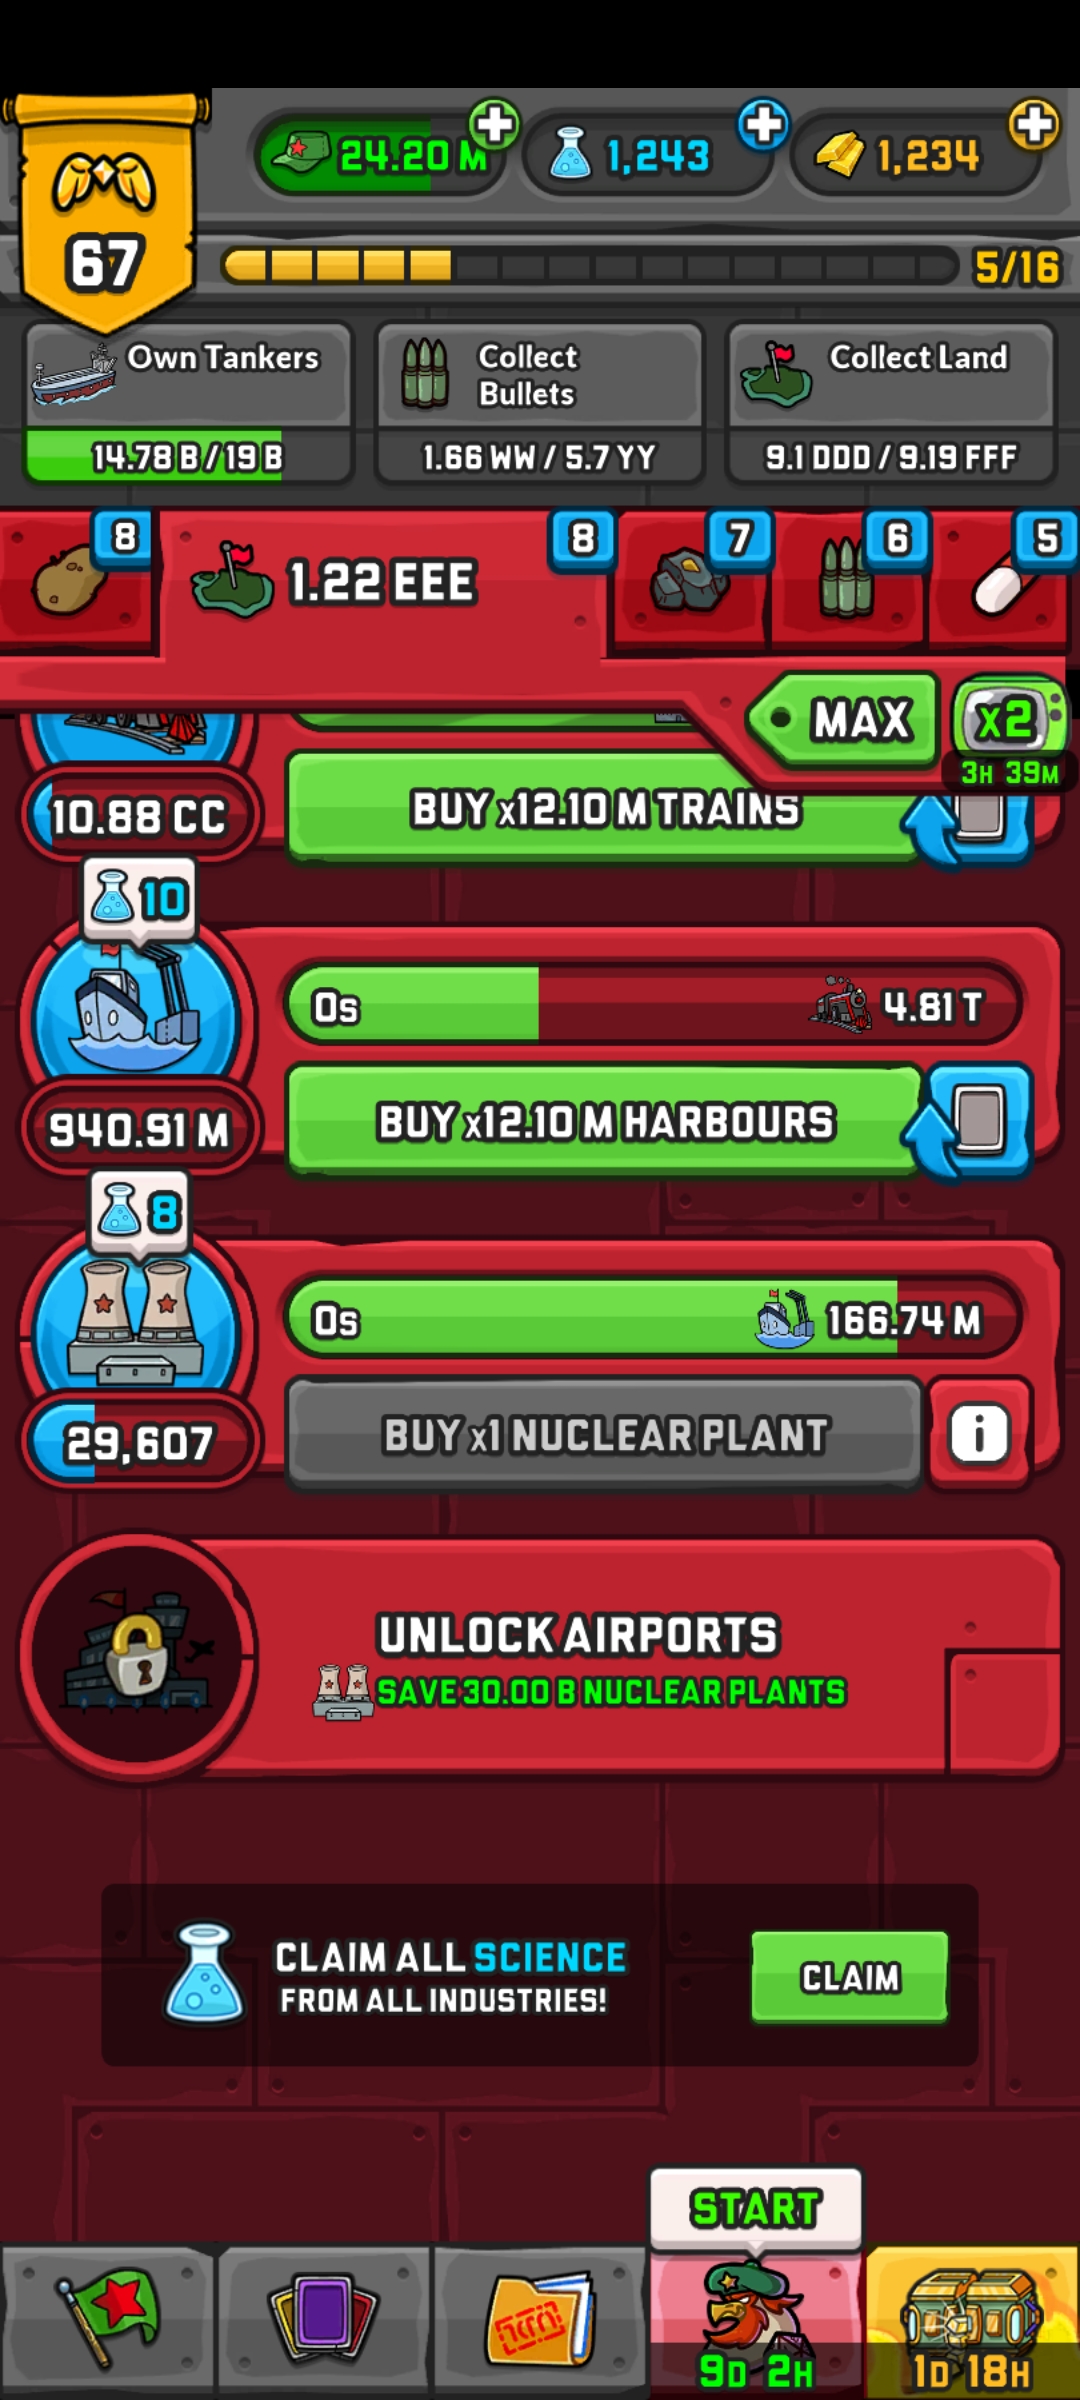 67
24.20 M
1,243
1,234
5/16
Own Tankers
14.78 B / 19 B
Collect
Bullets
1.66 WW / 5.7 YY
Collect Land
9.1 DDD / 9.19 FFF
8
1.22 EEE
8
7
6
5
MAX
x2
3H 39M
10.88 CC
BUY x12.10 M TRAINS
10
0s
4.81 T
940.91 M
BUY x12.10 M HARBOURS
8
0s
166.74 M
29,607
BUY x1 NUCLEAR PLANT
i
UNLOCK AIRPORTS
SAVE 30.00 B NUCLEAR PLANTS
CLAIM ALL SCIENCE
FROM ALL INDUSTRIES!
CLAIM
START
9D 2H
1D 18H